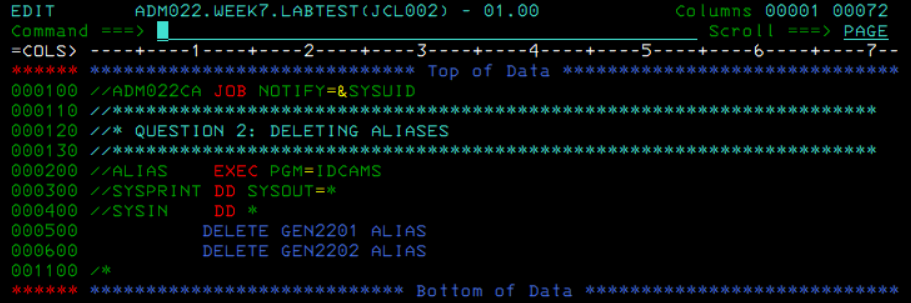 EDIT       ADM022.WEEK7.LABTEST(JCL002) - 01.00                 Columns 00001 00072
Command ===>                                                    Scroll ===> PAGE
=COLS> ----+----1----+----2----+----3----+----4----+----5----+----6----+----7--
****** ***************************** Top of Data ******************************
000100 //ADM022CA JOB NOTIFY=&SYSUID
000110 //********************************************************************
000120 //* QUESTION 2: DELETING ALIASES
000130 //********************************************************************
000200 //ALIAS    EXEC PGM=IDCAMS
000300 //SYSPRINT DD SYSOUT=*
000400 //SYSIN    DD *
000500           DELETE GEN2201 ALIAS
000600           DELETE GEN2202 ALIAS
001100 /*
****** **************************** Bottom of Data ****************************